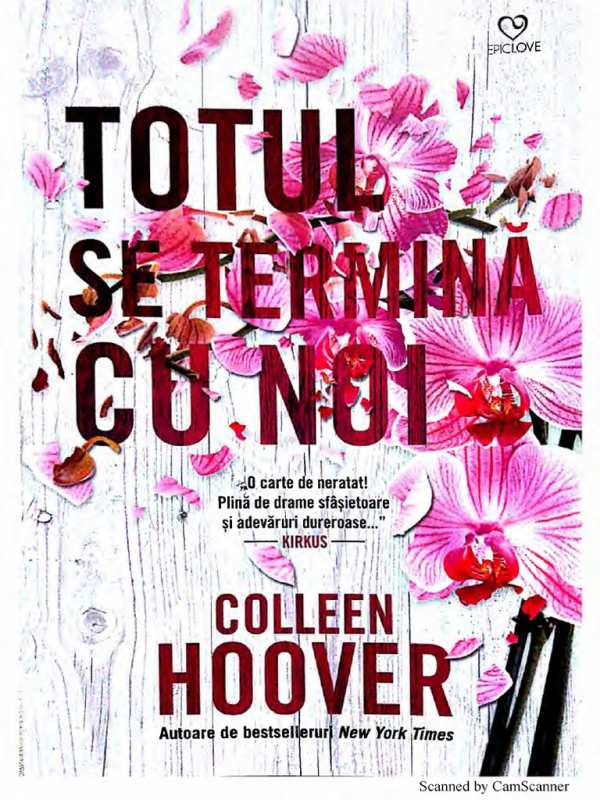 EPICLOVE
TOTUL
SE TERMINĂ
CU NOI
„O carte de neratat!
Plină de drame sfâșietoare
și adevăruri dureroase...”
KIRKUS
COLLEEN
HOOVER
Autoare de bestselleruri New York Times
Scanned by CamScanner